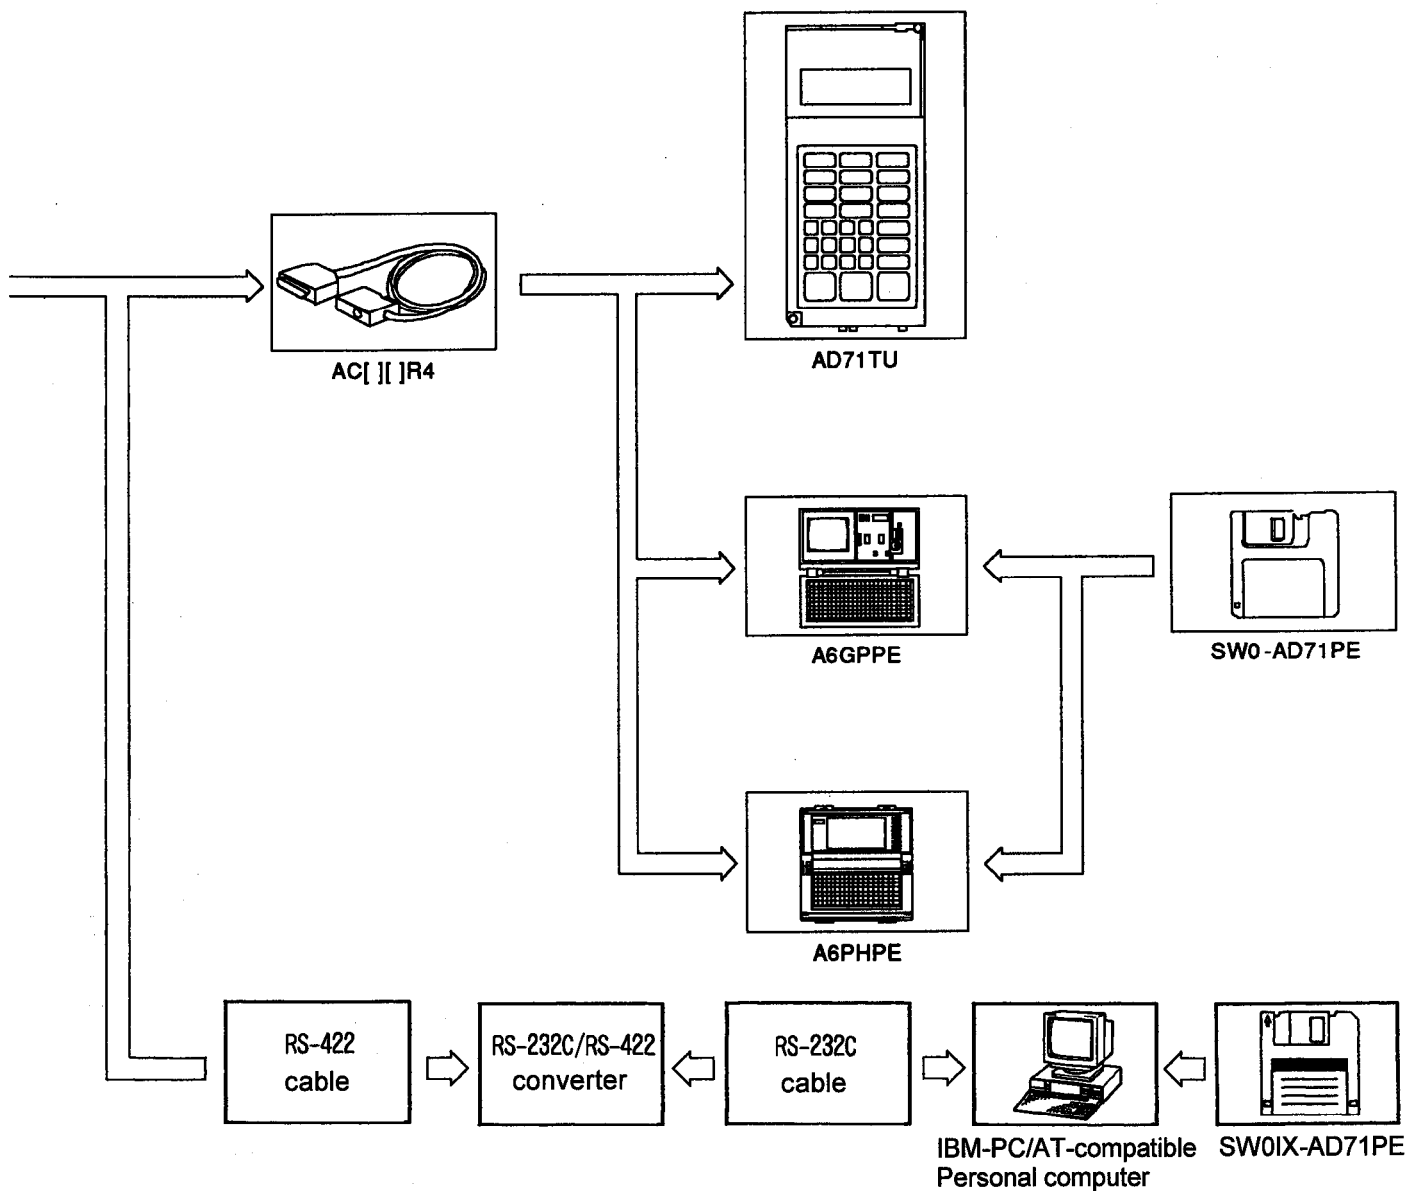 AC[ ][ ]R4
AD71TU
A6GPPE
SW0-AD71PE
A6PHPE
RS-422
cable
RS-232C/RS-422
converter
RS-232C
cable
IBM-PC/AT-compatible
Personal computer
SW0IX-AD71PE